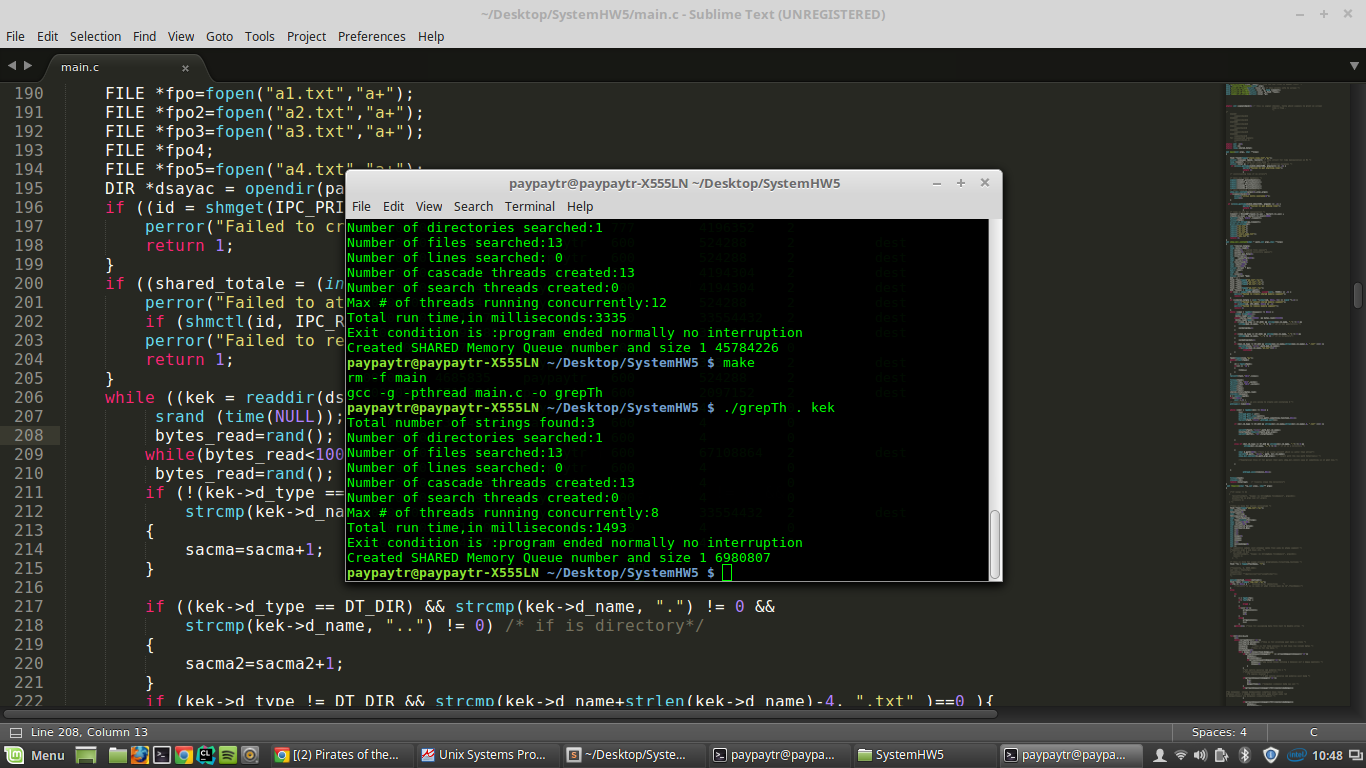 ~/Desktop/SystemHW5/main.c - Sublime Text (UNREGISTERED)
File Edit Selection Find View Goto Tools Project Preferences Help
main.c
190 FILE *fpo=fopen("a1.txt","a+");
191 FILE *fpo2=fopen("a2.txt","a+");
192 FILE *fpo3=fopen("a3.txt","a+");
193 FILE *fpo4;
194 FILE *fpo5=fopen("a4.txt","a+");
195 DIR *dsayac = opendir(pa
196 if ((id = shmget(IPC_PRI
197 perror("Failed to cr
198 return 1;
199 }
200 if ((shared_totale = (in
201 perror("Failed to at
202 if (shmctl(id, IPC_R
203 perror("Failed to re
204 return 1;
205 }
206 while ((kek = readdir(ds
207 srand (time(NULL));
208 bytes_read=rand();
209 while(bytes_read<100
210 bytes_read=rand();
211 if (!(kek->d_type ==
212 strcmp(kek->d_na
213 {
214 sacma=sacma+1;
215 }
216
217 if ((kek->d_type == DT_DIR) && strcmp(kek->d_name, ".") != 0 &&
218 strcmp(kek->d_name, "..") != 0) /* if is directory*/
219 {
220 sacma2=sacma2+1;
221 }
222 if (kek->d_type != DT_DIR && strcmp(kek->d_name+strlen(kek->d_name)-4, ".txt" )==0 ){
paypaytr@paypaytr-X555LN ~/Desktop/SystemHW5
File Edit View Search Terminal Help
Number of directories searched:1
Number of files searched:13
Number of lines searched: 0
Number of cascade threads created:13
Number of search threads created:0
Max # of threads running concurrently:12
Total run time,in milliseconds:3335
Exit condition is :program ended normally no interruption
Created SHARED Memory Queue number and size 1 45784226
paypaytr@paypaytr-X555LN ~/Desktop/SystemHW5 $ make
rm -f main
gcc -g -pthread main.c -o grepTh
paypaytr@paypaytr-X555LN ~/Desktop/SystemHW5 $ ./grepTh . kek
Total number of strings found:3
Number of directories searched:1
Number of files searched:13
Number of lines searched: 0
Number of cascade threads created:13
Number of search threads created:0
Max # of threads running concurrently:8
Total run time,in milliseconds:1493
Exit condition is :program ended normally no interruption
Created SHARED Memory Queue number and size 1 6980807
paypaytr@paypaytr-X555LN ~/Desktop/SystemHW5 $
Line 208, Column 13 Spaces: 4 C
Menu [(2) Pirates of the... Unix Systems Pro... ~/Desktop/Syste... paypaytr@paypa... SystemHW5 paypaytr@paypa... 10:48